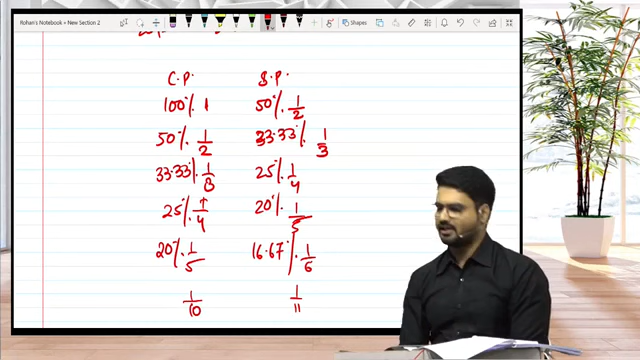 Rohan's Notebook • New Section 2
C.P. S.P.
100% 1 50% 1/2
50% 1/2 33.33% 1/3
33.33% 1/3 25% 1/4
25% 1/4 20% 1/5
20% 1/5 16.67% 1/6
1/10 1/11